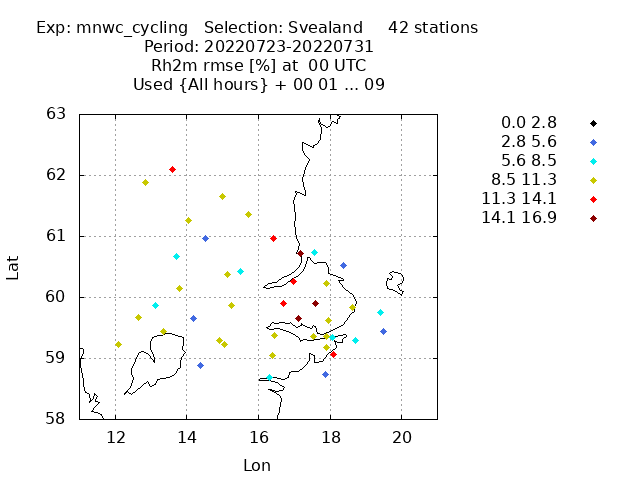 Exp: mnwc_cycling Selection: Svealand 42 stations
Period: 20220723-20220731
Rh2m rmse [%] at 00 UTC
Used {All hours} + 00 01 ... 09
63
62
61
60
59
58
Lat
12 14 16 18 20
Lon
0.0 2.8
2.8 5.6
5.6 8.5
8.5 11.3
11.3 14.1
14.1 16.9